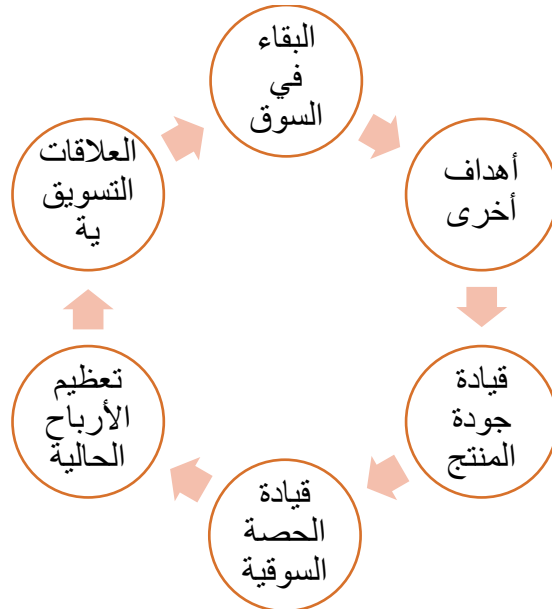 البقاء
في
السوق
أهداف
أخرى
قيادة
جودة
المنتج
قيادة
الحصة
السوقية
تعظيم
الأرباح
الحالية
العلاقات
التسويق
ية